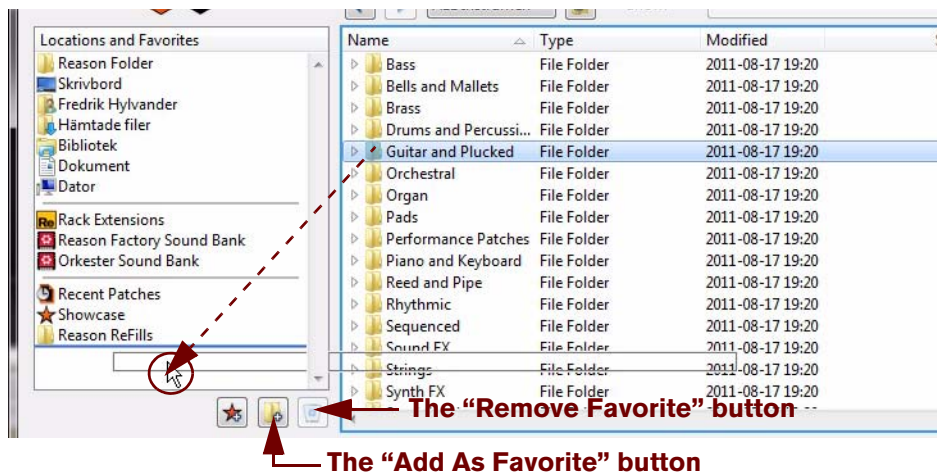 Locations and Favorites
Reason Folder
Skrivbord
Fredrik Hylvander
Hämtade filer
Bibliotek
Dokument
Dator
Re Rack Extensions
Reason Factory Sound Bank
Orkester Sound Bank
Recent Patches
Showcase
Reason ReFills
Name Type Modified
Bass File Folder 2011-08-17 19:20
Bells and Mallets File Folder 2011-08-17 19:20
Brass File Folder 2011-08-17 19:20
Drums and Percussi... File Folder 2011-08-17 19:20
Guitar and Plucked File Folder 2011-08-17 19:20
Orchestral File Folder 2011-08-17 19:20
Organ File Folder 2011-08-17 19:20
Pads File Folder 2011-08-17 19:20
Performance Patches File Folder 2011-08-17 19:20
Piano and Keyboard File Folder 2011-08-17 19:20
Reed and Pipe File Folder 2011-08-17 19:20
Rhythmic File Folder 2011-08-17 19:20
Sequenced File Folder 2011-08-17 19:20
Sound FX File Folder 2011-08-17 19:20
Strings File Folder 2011-08-17 19:20
Synth FX File Folder 2011-08-17 19:20
The “Remove Favorite” button
The “Add As Favorite” button